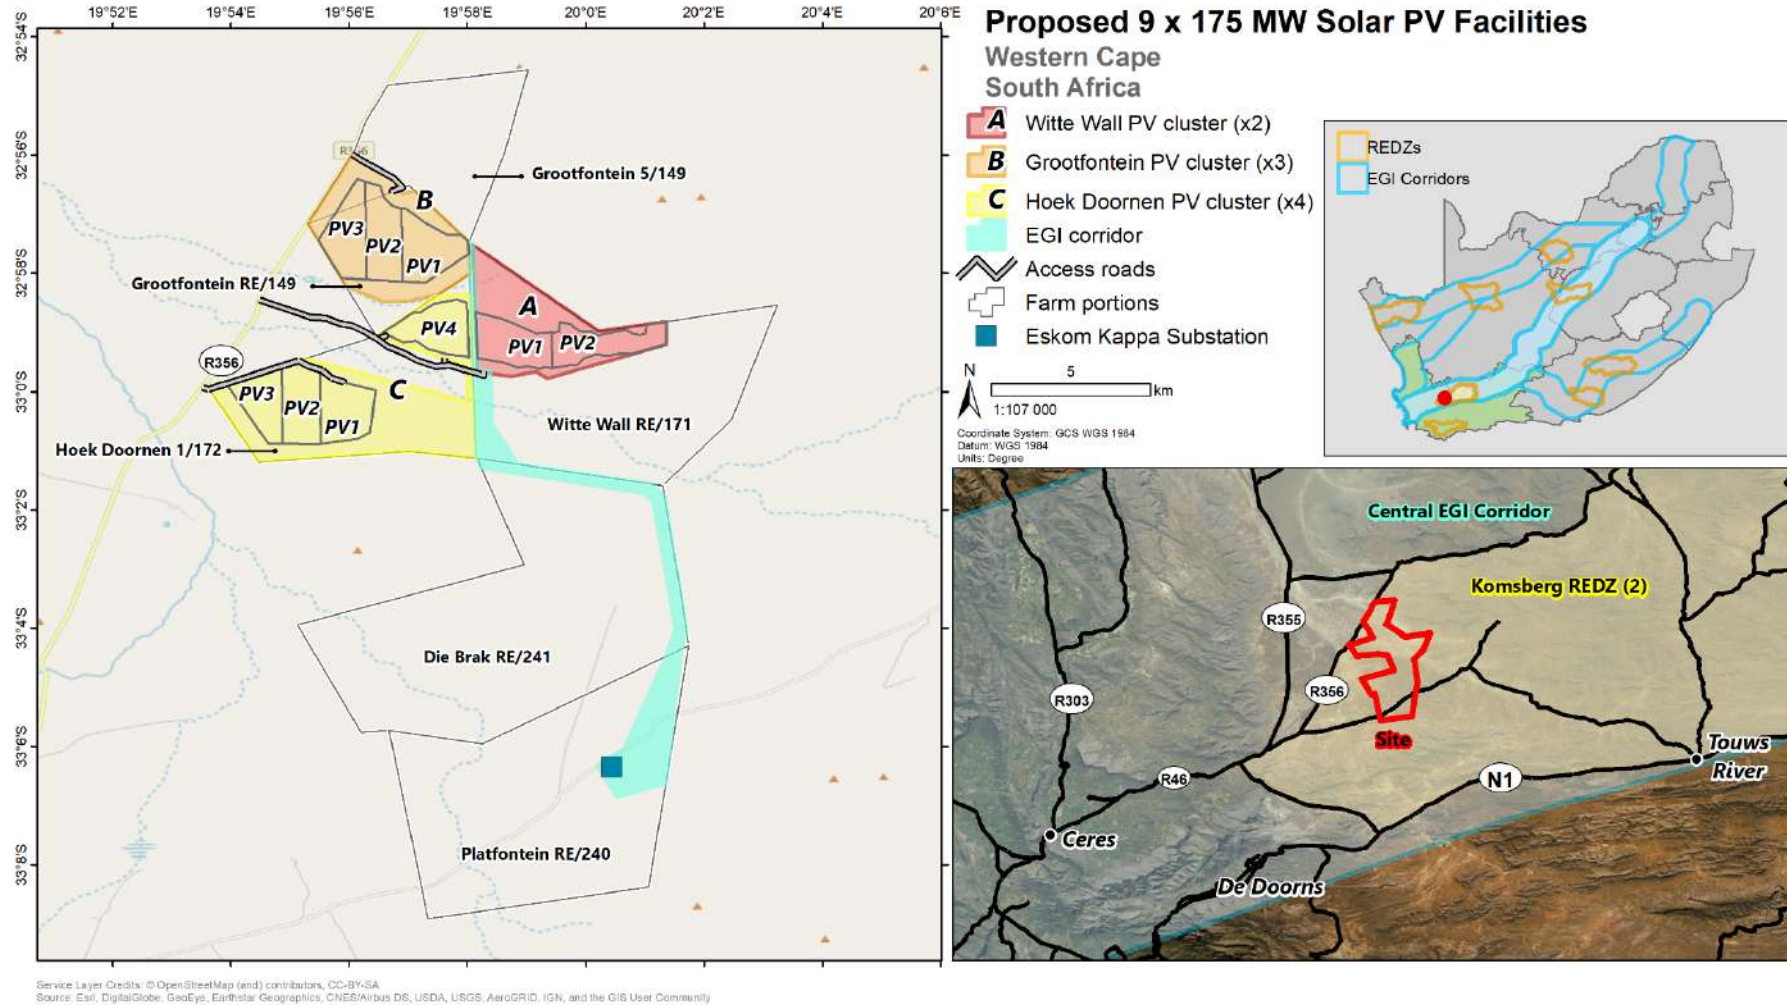 19°52'E
19°54'E
19°56'E
19°58'E
20°0'E
20°2'E
20°4'E
20°6'E
32°54'S
32°56'S
32°58'S
33°0'S
33°2'S
33°4'S
33°6'S
33°8'S
R356
Grootfontein 5/149
B
PV3
PV2
PV1
Grootfontein RE/149
A
PV4
PV1
PV2
R356
C
PV3
PV2
PV1
Witte Wall RE/171
Hoek Doornen 1/172
Die Brak RE/241
Platfontein RE/240
Proposed 9 x 175 MW Solar PV Facilities
Western Cape
South Africa
A Witte Wall PV cluster (x2)
B Grootfontein PV cluster (x3)
C Hoek Doornen PV cluster (x4)
EGI corridor
Access roads
Farm portions
Eskom Kappa Substation
N
5
km
1:107 000
Coordinate System: GCS WGS 1984
Datum: WGS 1984
Units: Degree
REDZs
EGI Corridors
Central EGI Corridor
Komsberg REDZ (2)
R355
R356
R303
Site
Touws
River
R46
N1
Ceres
De Doorns
Service Layer Credits: © OpenStreetMap (and) contributors, CC-BY-SA
Source: Esri, DigitalGlobe, GeoEye, Earthstar Geographics, CNES/Airbus DS, USDA, USGS, AeroGRID, IGN, and the GIS User Community